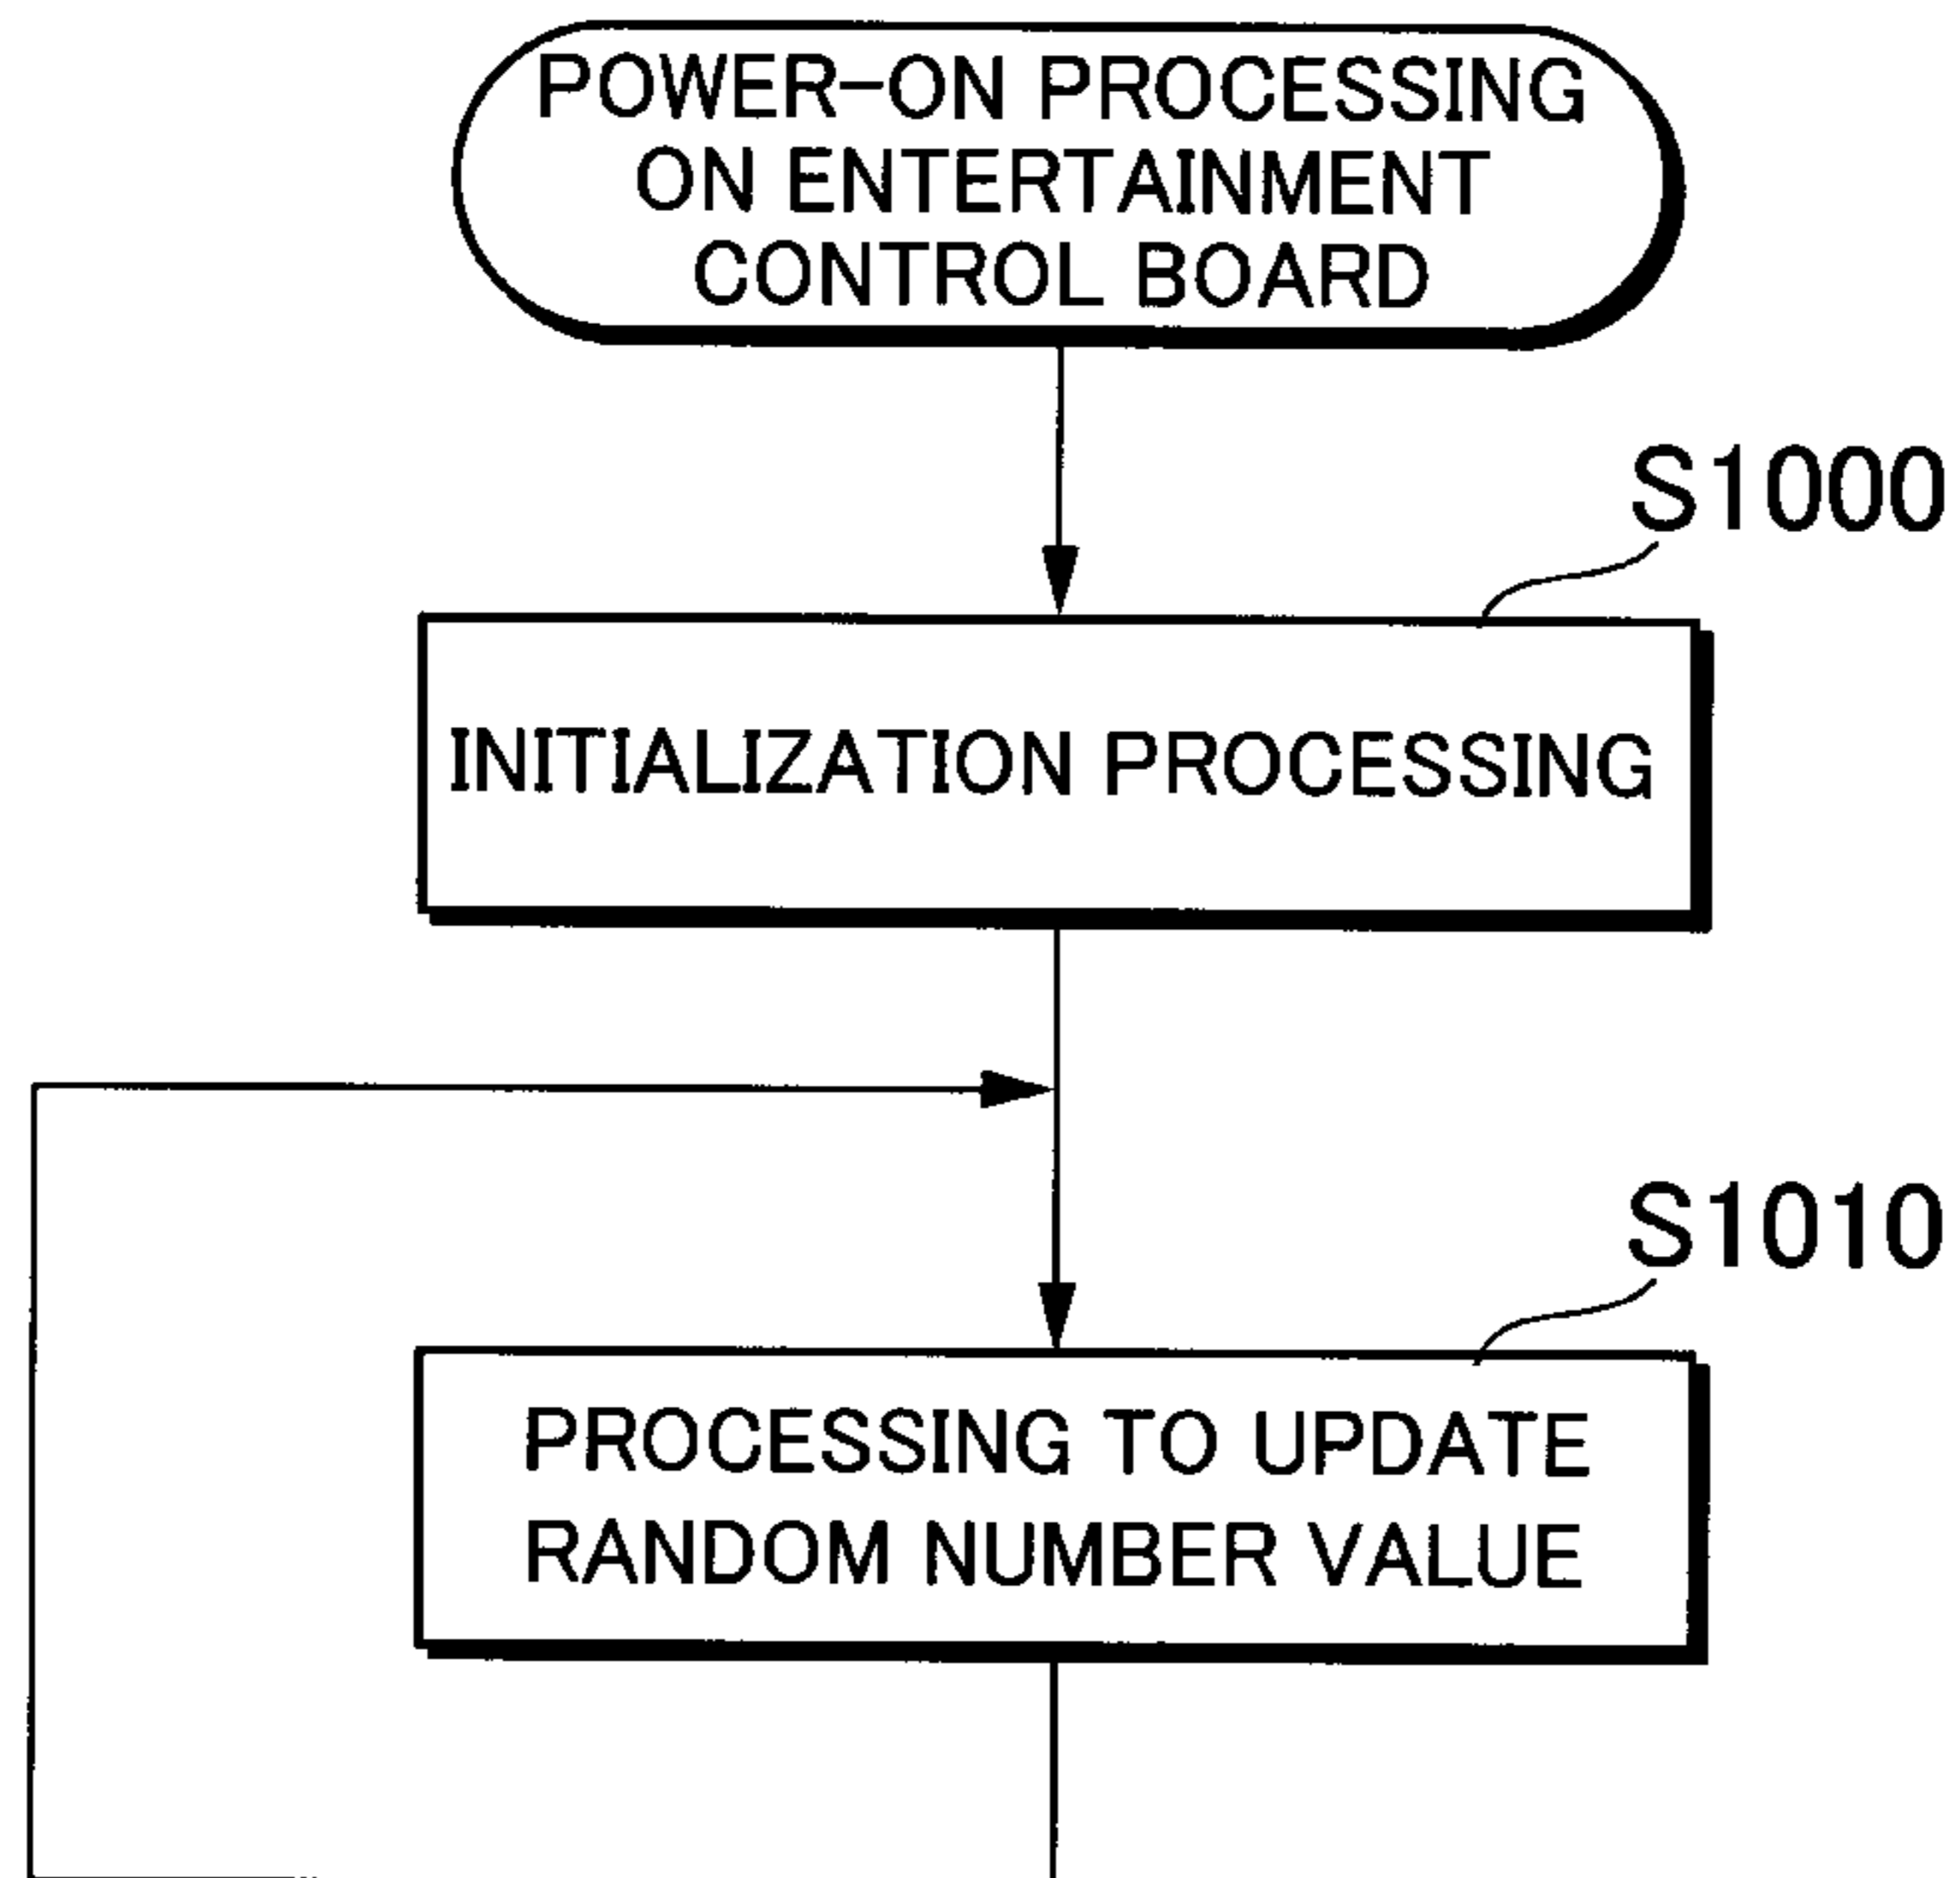 POWER-ON PROCESSING
ON ENTERTAINMENT
CONTROL BOARD
S1000
INITIALIZATION PROCESSING
S1010
PROCESSING TO UPDATE
RANDOM NUMBER VALUE